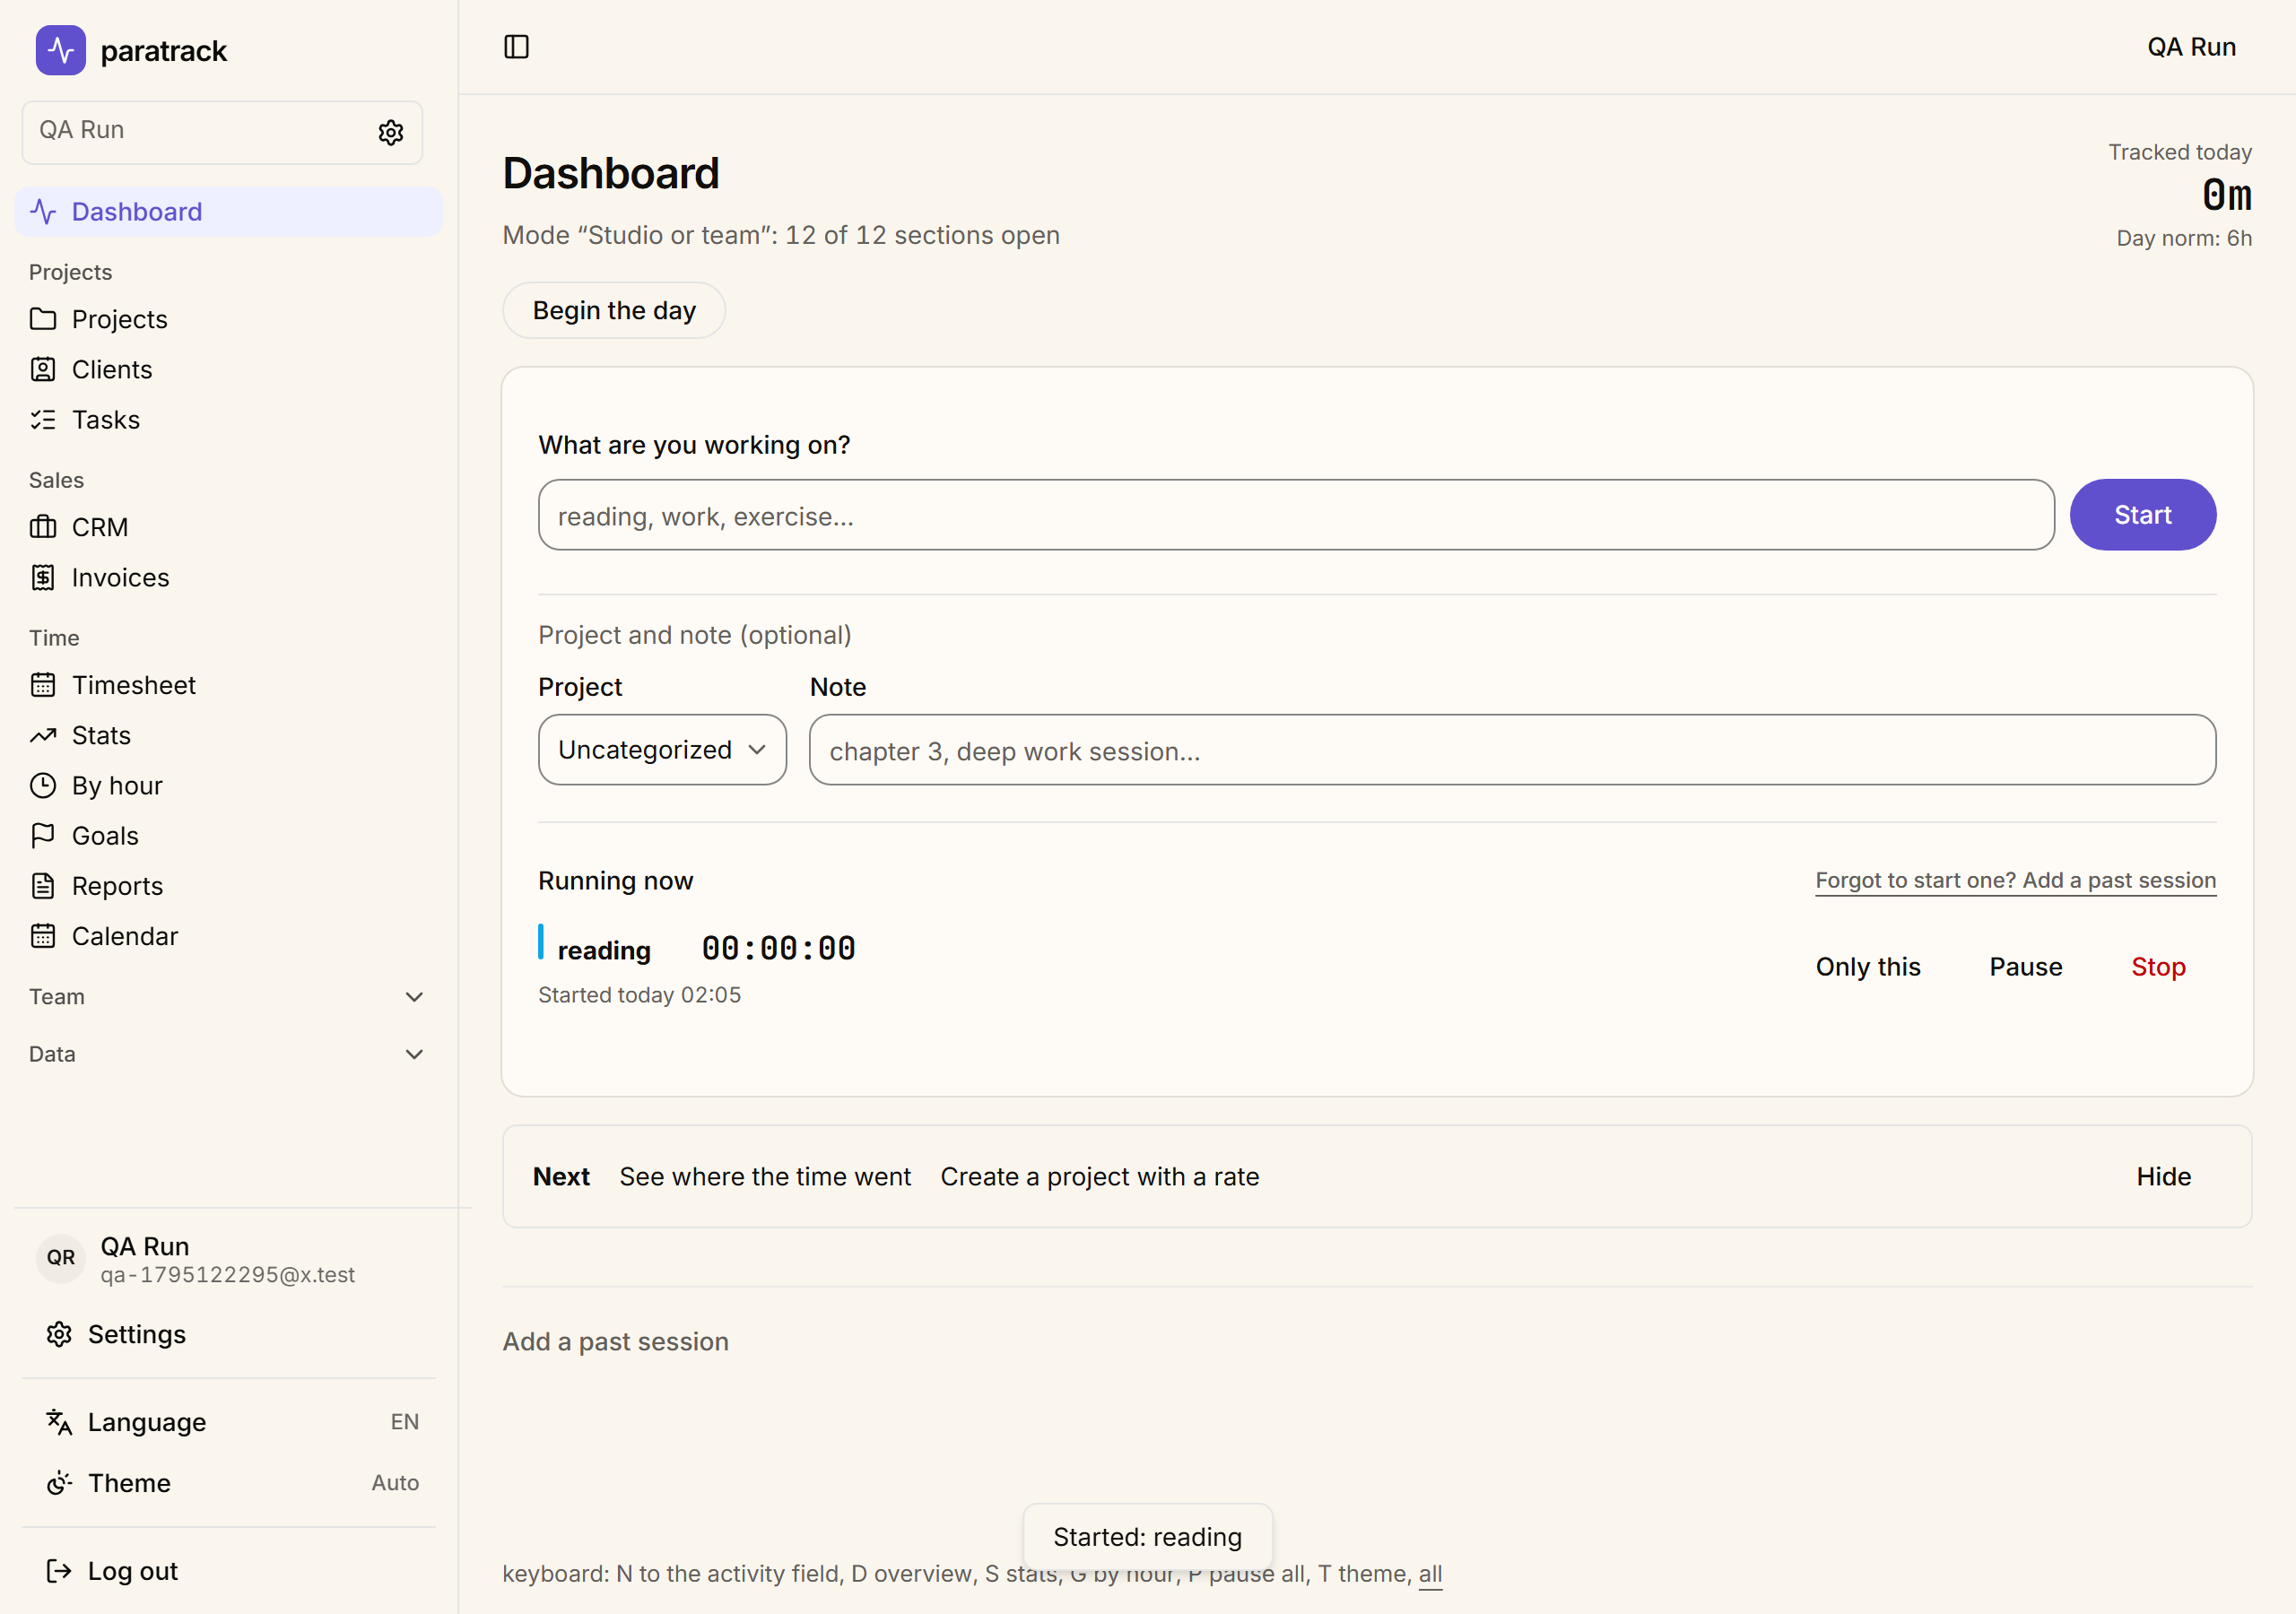 paratrack
QA Run
Dashboard
Projects
Projects
Clients
Tasks
Sales
CRM
Invoices
Time
Timesheet
Stats
By hour
Goals
Reports
Calendar
Team
Data
QR
QA Run
qa-1795122295@x.test
Settings
Language EN
Theme Auto
Log out
QA Run
Dashboard
Mode “Studio or team”: 12 of 12 sections open
Tracked today
0m
Day norm: 6h
Begin the day
What are you working on?
reading, work, exercise...
Start
Project and note (optional)
Project
Note
Uncategorized
chapter 3, deep work session...
Running now
Forgot to start one? Add a past session
reading 00:00:00
Started today 02:05
Only this Pause Stop
Next See where the time went Create a project with a rate Hide
Add a past session
Started: reading
keyboard: N to the activity field, D overview, S stats, G by hour, P pause all, T theme, all